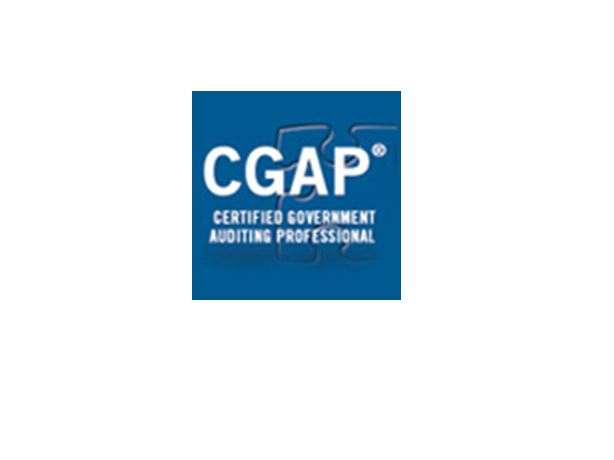 CGAP®
CERTIFIED GOVERNMENT
AUDITING PROFESSIONAL